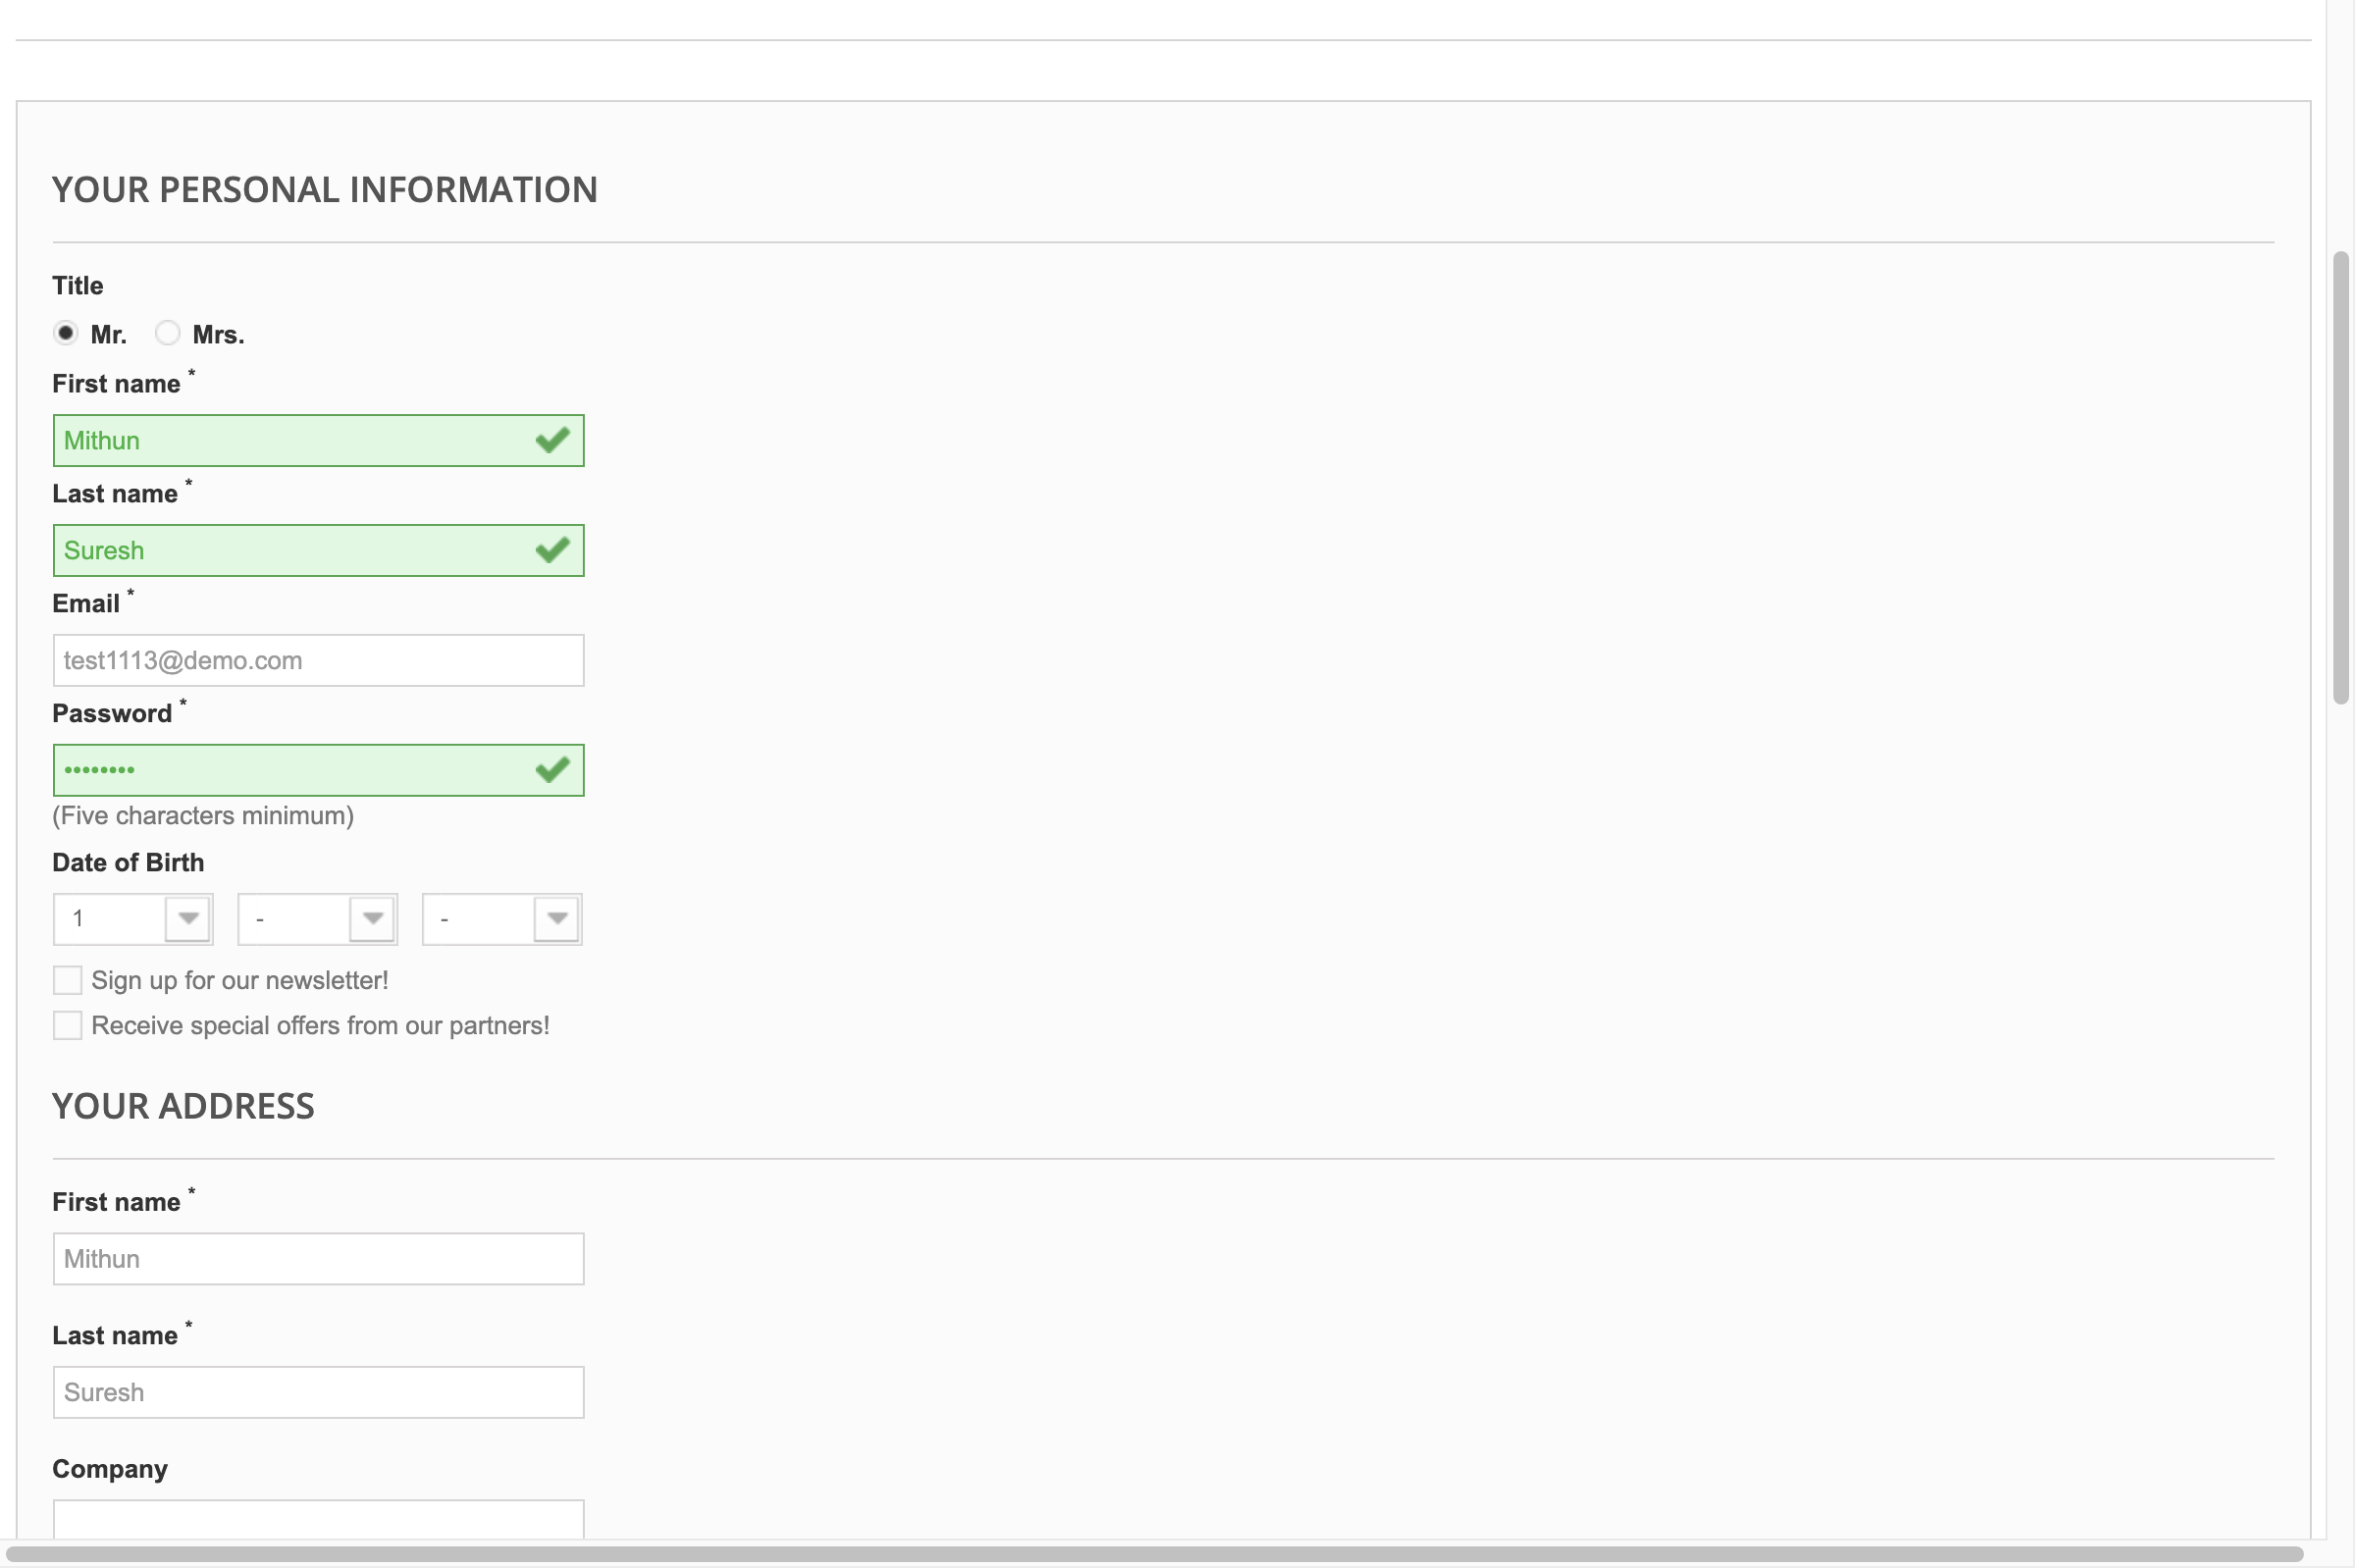 YOUR PERSONAL INFORMATION
Title
Mr. Mrs.
First name *
Mithun
Last name *
Suresh
Email *
test1113@demo.com
Password *
••••••••
(Five characters minimum)
Date of Birth
1 - -
Sign up for our newsletter!
Receive special offers from our partners!
YOUR ADDRESS
First name *
Mithun
Last name *
Suresh
Company